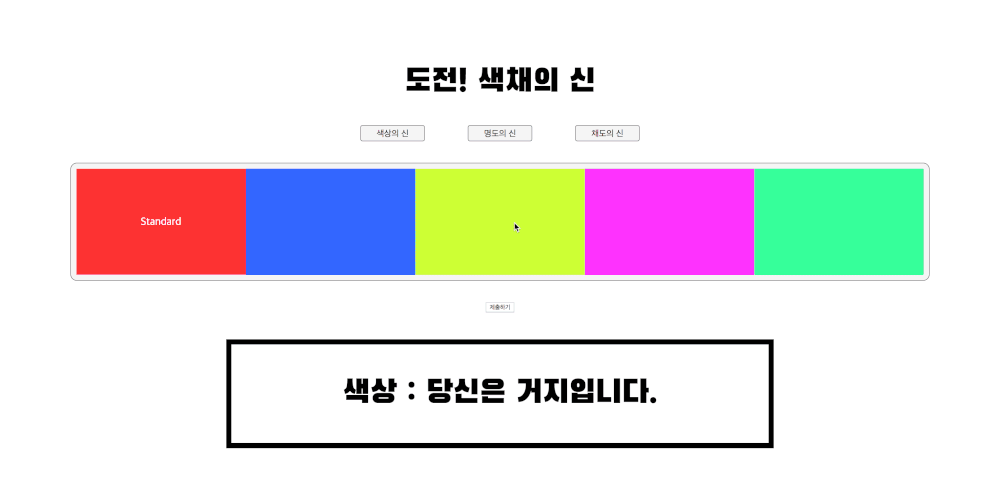 도전! 색채의 신
색상의 신 명도의 신 채도의 신
Standard
제출하기
색상 : 당신은 거지입니다.